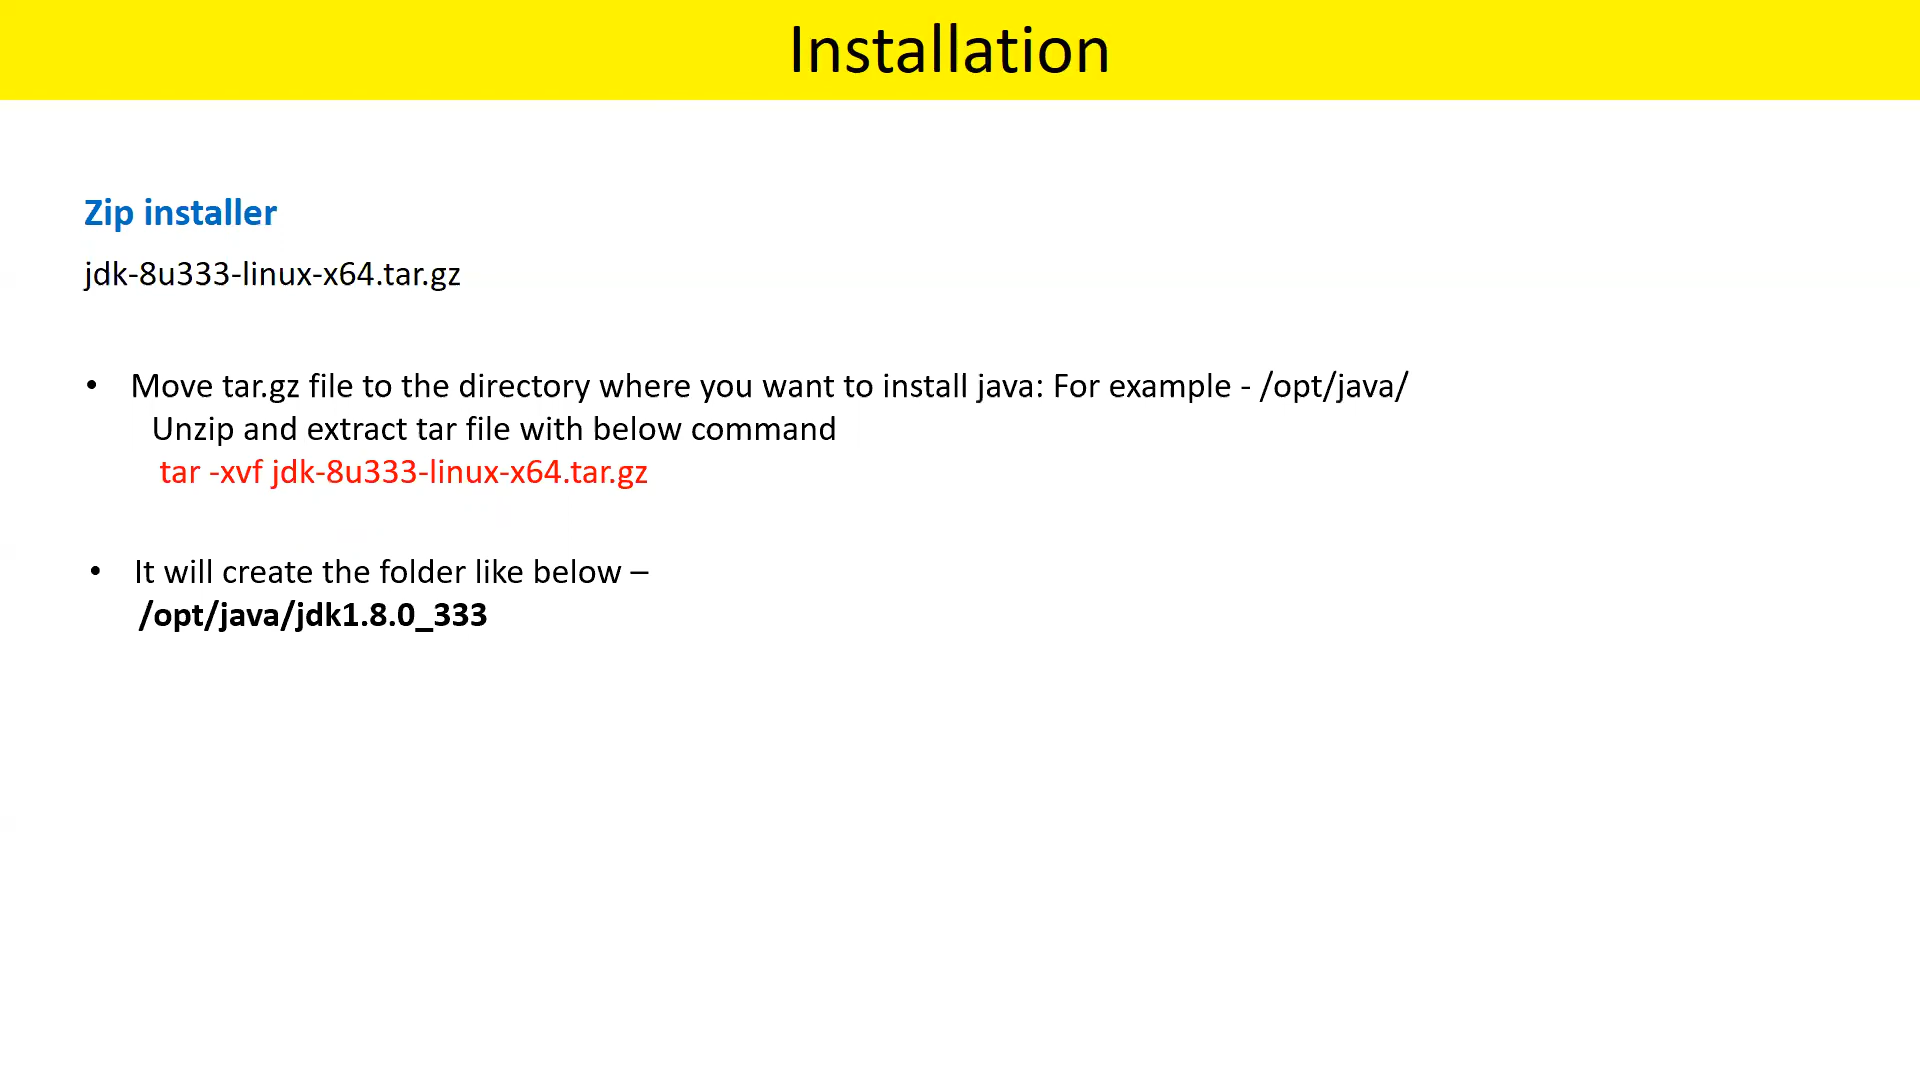 Installation
Zip installer
jdk-8u333-linux-x64.tar.gz
• Move tar.gz file to the directory where you want to install java: For example - /opt/java/
Unzip and extract tar file with below command
tar -xvf jdk-8u333-linux-x64.tar.gz
• It will create the folder like below –
/opt/java/jdk1.8.0_333